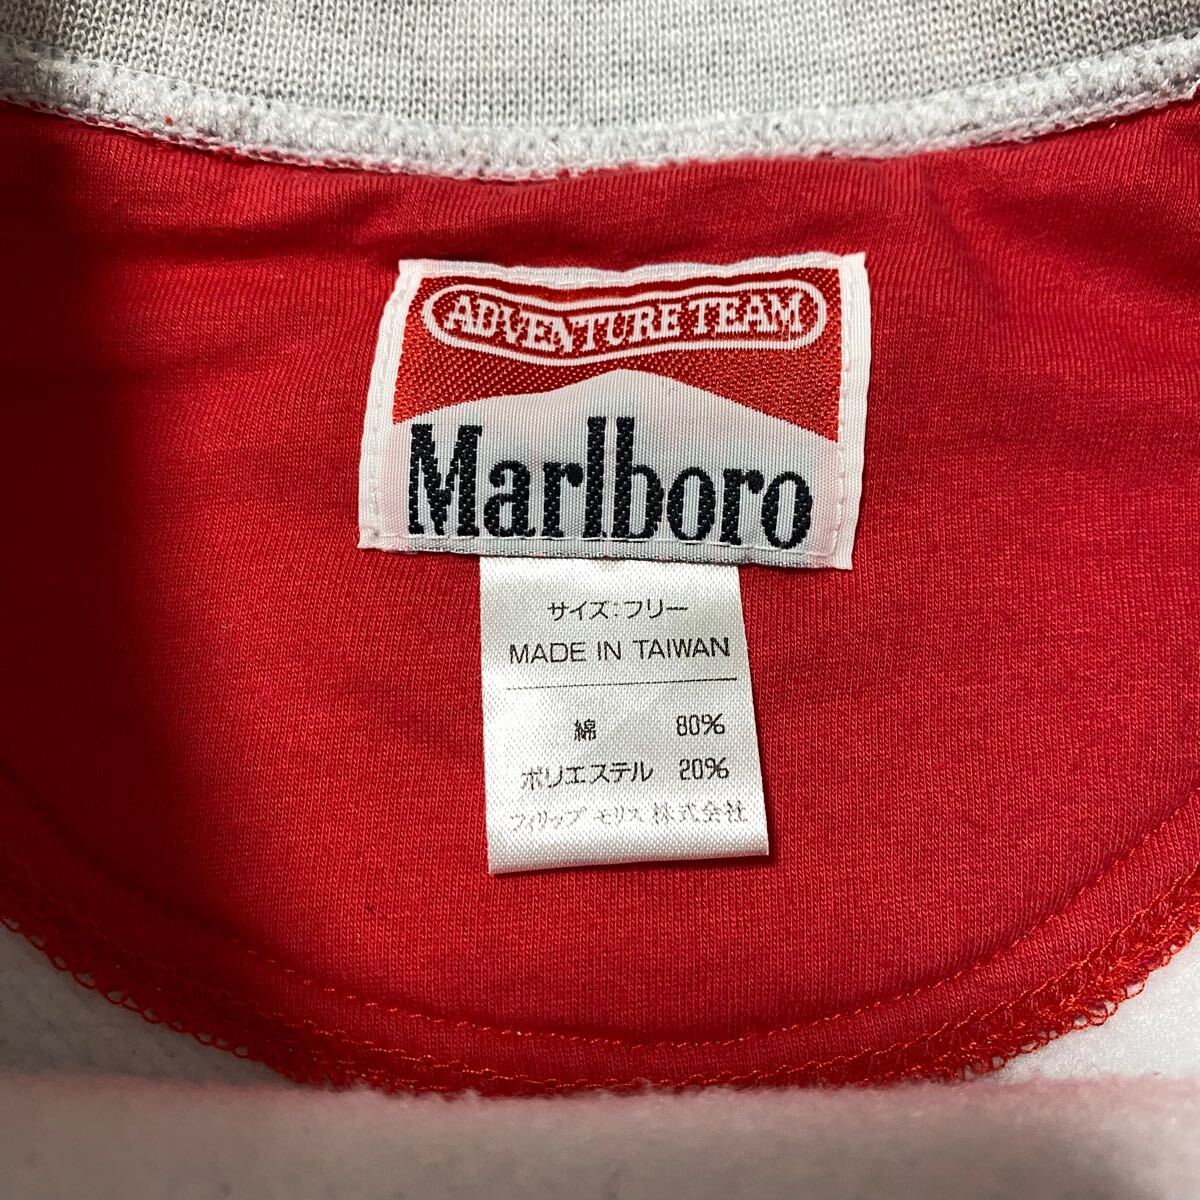 ADVENTURE TEAM
Marlboro
サイズ:フリー
MADE IN TAIWAN
綿 80%
ポリエステル 20%
フィリップ モリス 株式会社